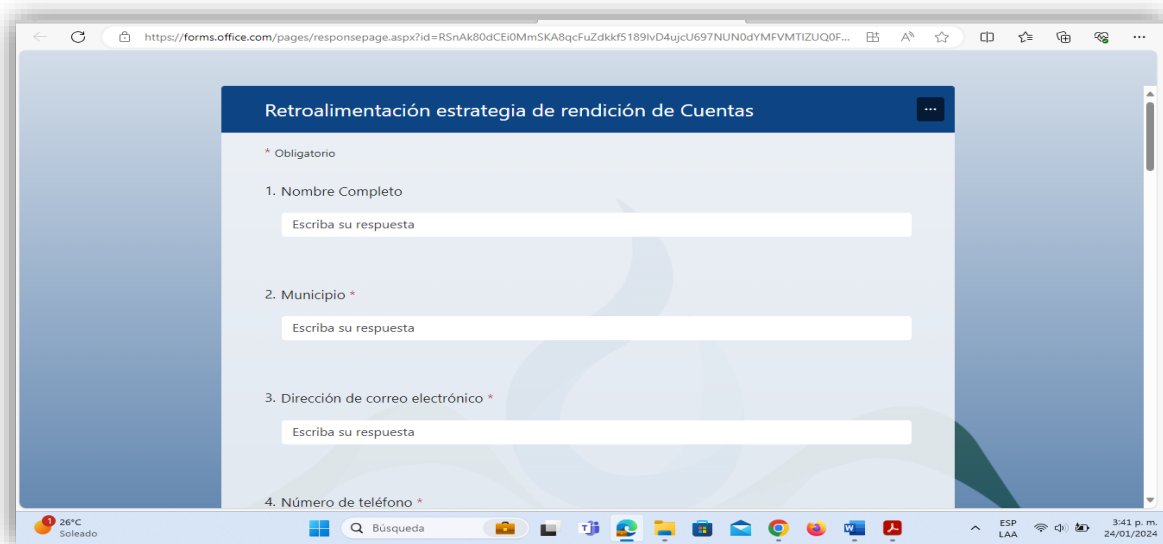 https://forms.office.com/pages/responsepage.aspx?id=RSnAk80dCEi0MmSKA8qcFuZdkkf5189IvD4ujcU697NUN0dYMFVMTlZUQ0F...
Retroalimentación estrategia de rendición de Cuentas
* Obligatorio
1. Nombre Completo
Escriba su respuesta
2. Municipio *
Escriba su respuesta
3. Dirección de correo electrónico *
Escriba su respuesta
4. Número de teléfono *
1
26°C
Soleado
Búsqueda
ESP
LAA
3:41 p. m.
24/01/2024